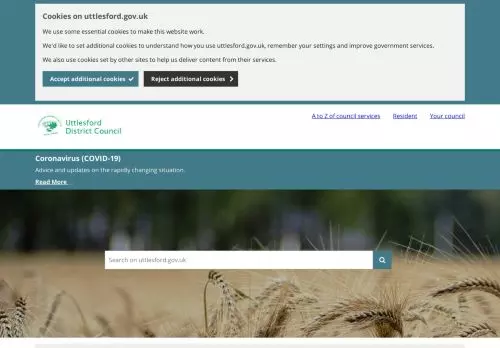 Cookies on uttlesford.gov.uk
We use some essential cookies to make this website work.
We'd like to set additional cookies to understand how you use uttlesford.gov.uk, remember your settings and improve government services.
We also use cookies set by other sites to help us deliver content from their services.
Accept additional cookies
Reject additional cookies
Uttlesford
District Council
A to Z of council services
Resident
Your council
Coronavirus (COVID-19)
Advice and updates on the rapidly changing situation.
Read More
Search on uttlesford.gov.uk